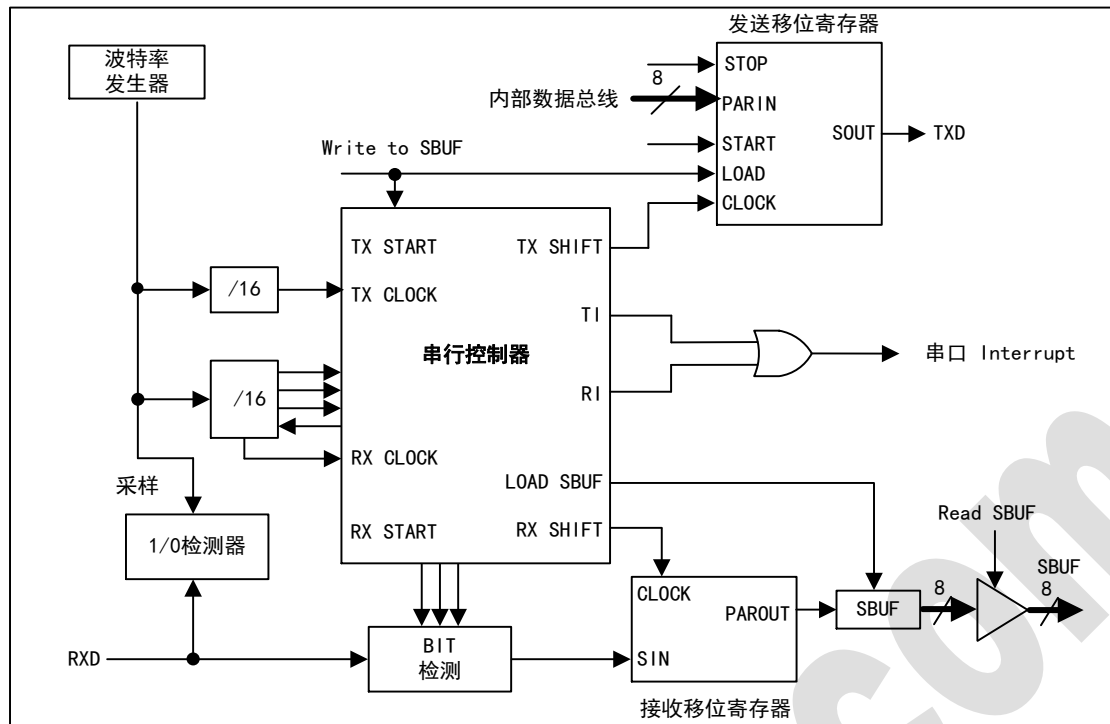 发送移位寄存器
波特率
发生器
STOP
8
内部数据总线
PARIN
SOUT
TXD
START
Write to SBUF
LOAD
CLOCK
TX START
TX SHIFT
/16
TX CLOCK
TI
串行控制器
串口 Interrupt
/16
RI
RX CLOCK
采样
LOAD SBUF
Read SBUF
1/0检测器
RX START
RX SHIFT
SBUF
CLOCK
8
8
PAROUT
SBUF
BIT
检测
RXD
SIN
接收移位寄存器
com